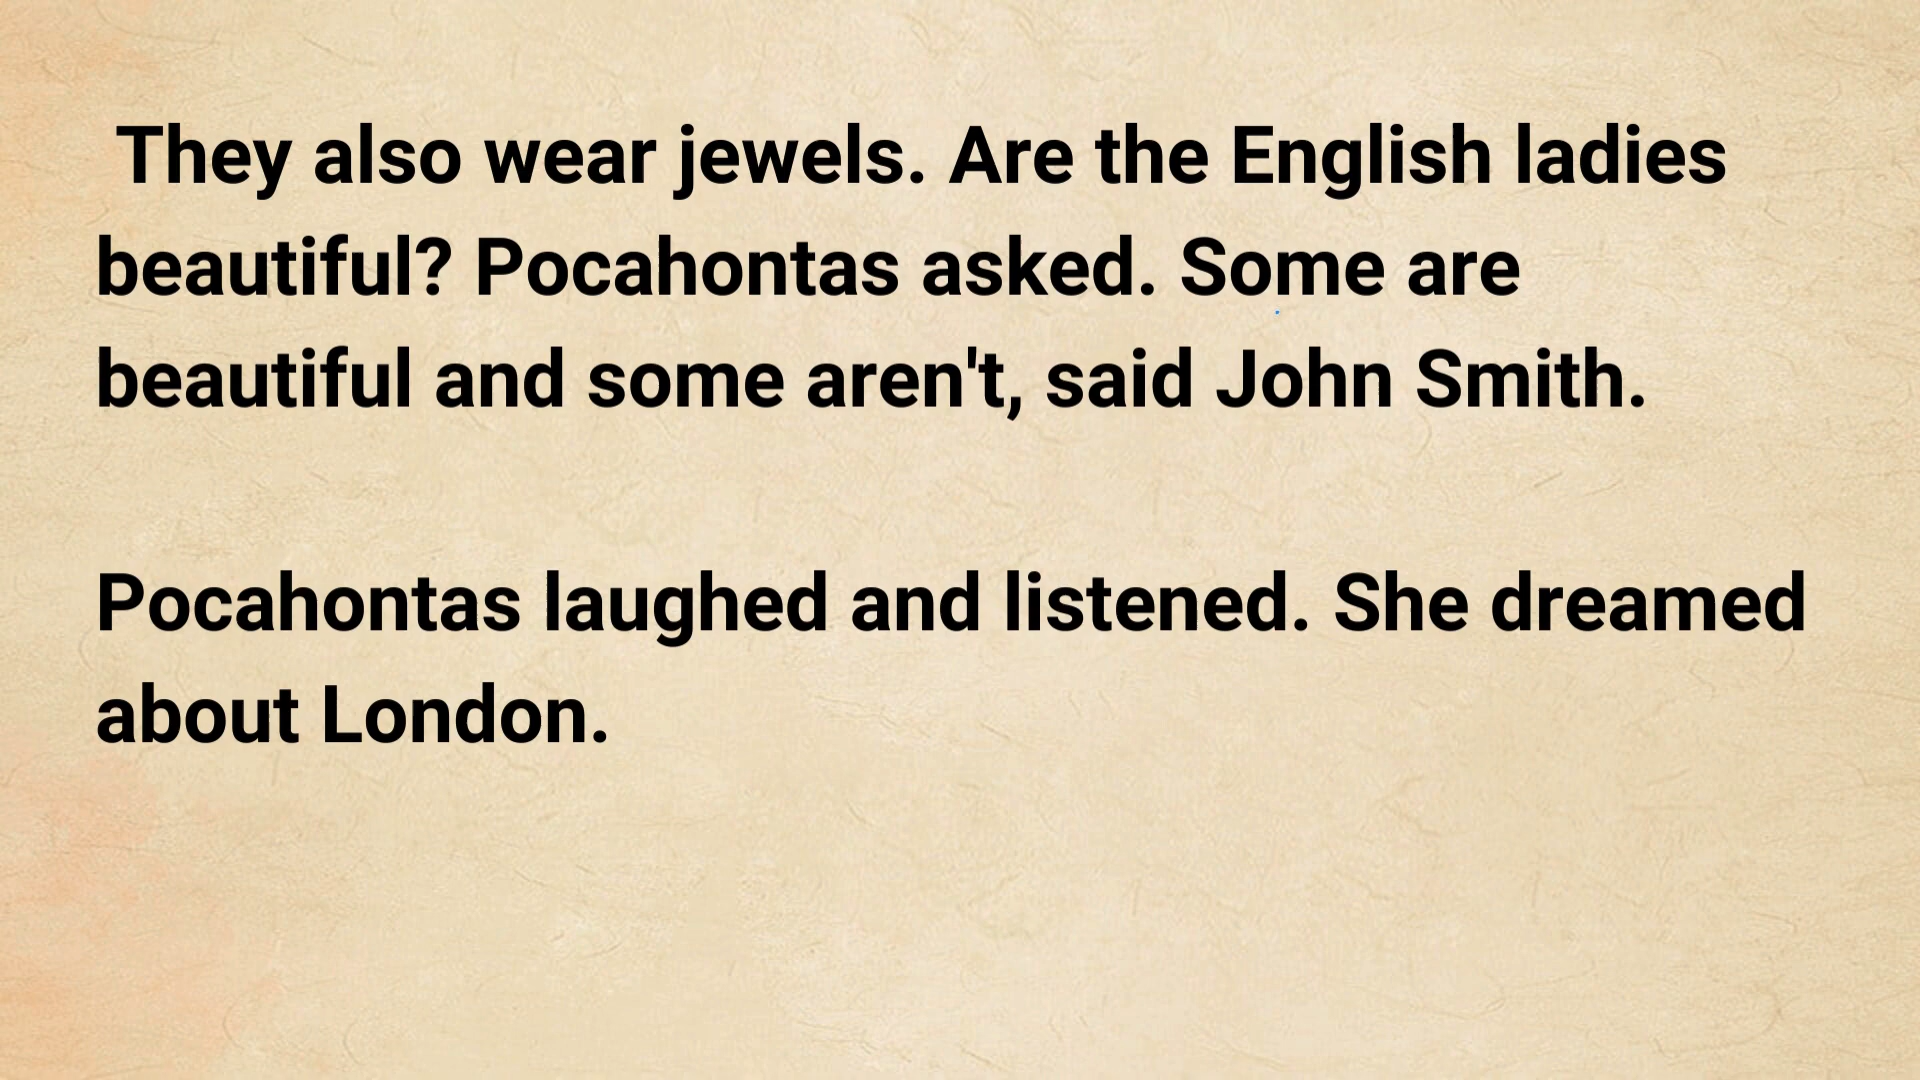 They also wear jewels. Are the English ladies
beautiful? Pocahontas asked. Some are
beautiful and some aren't, said John Smith.
Pocahontas laughed and listened. She dreamed
about London.